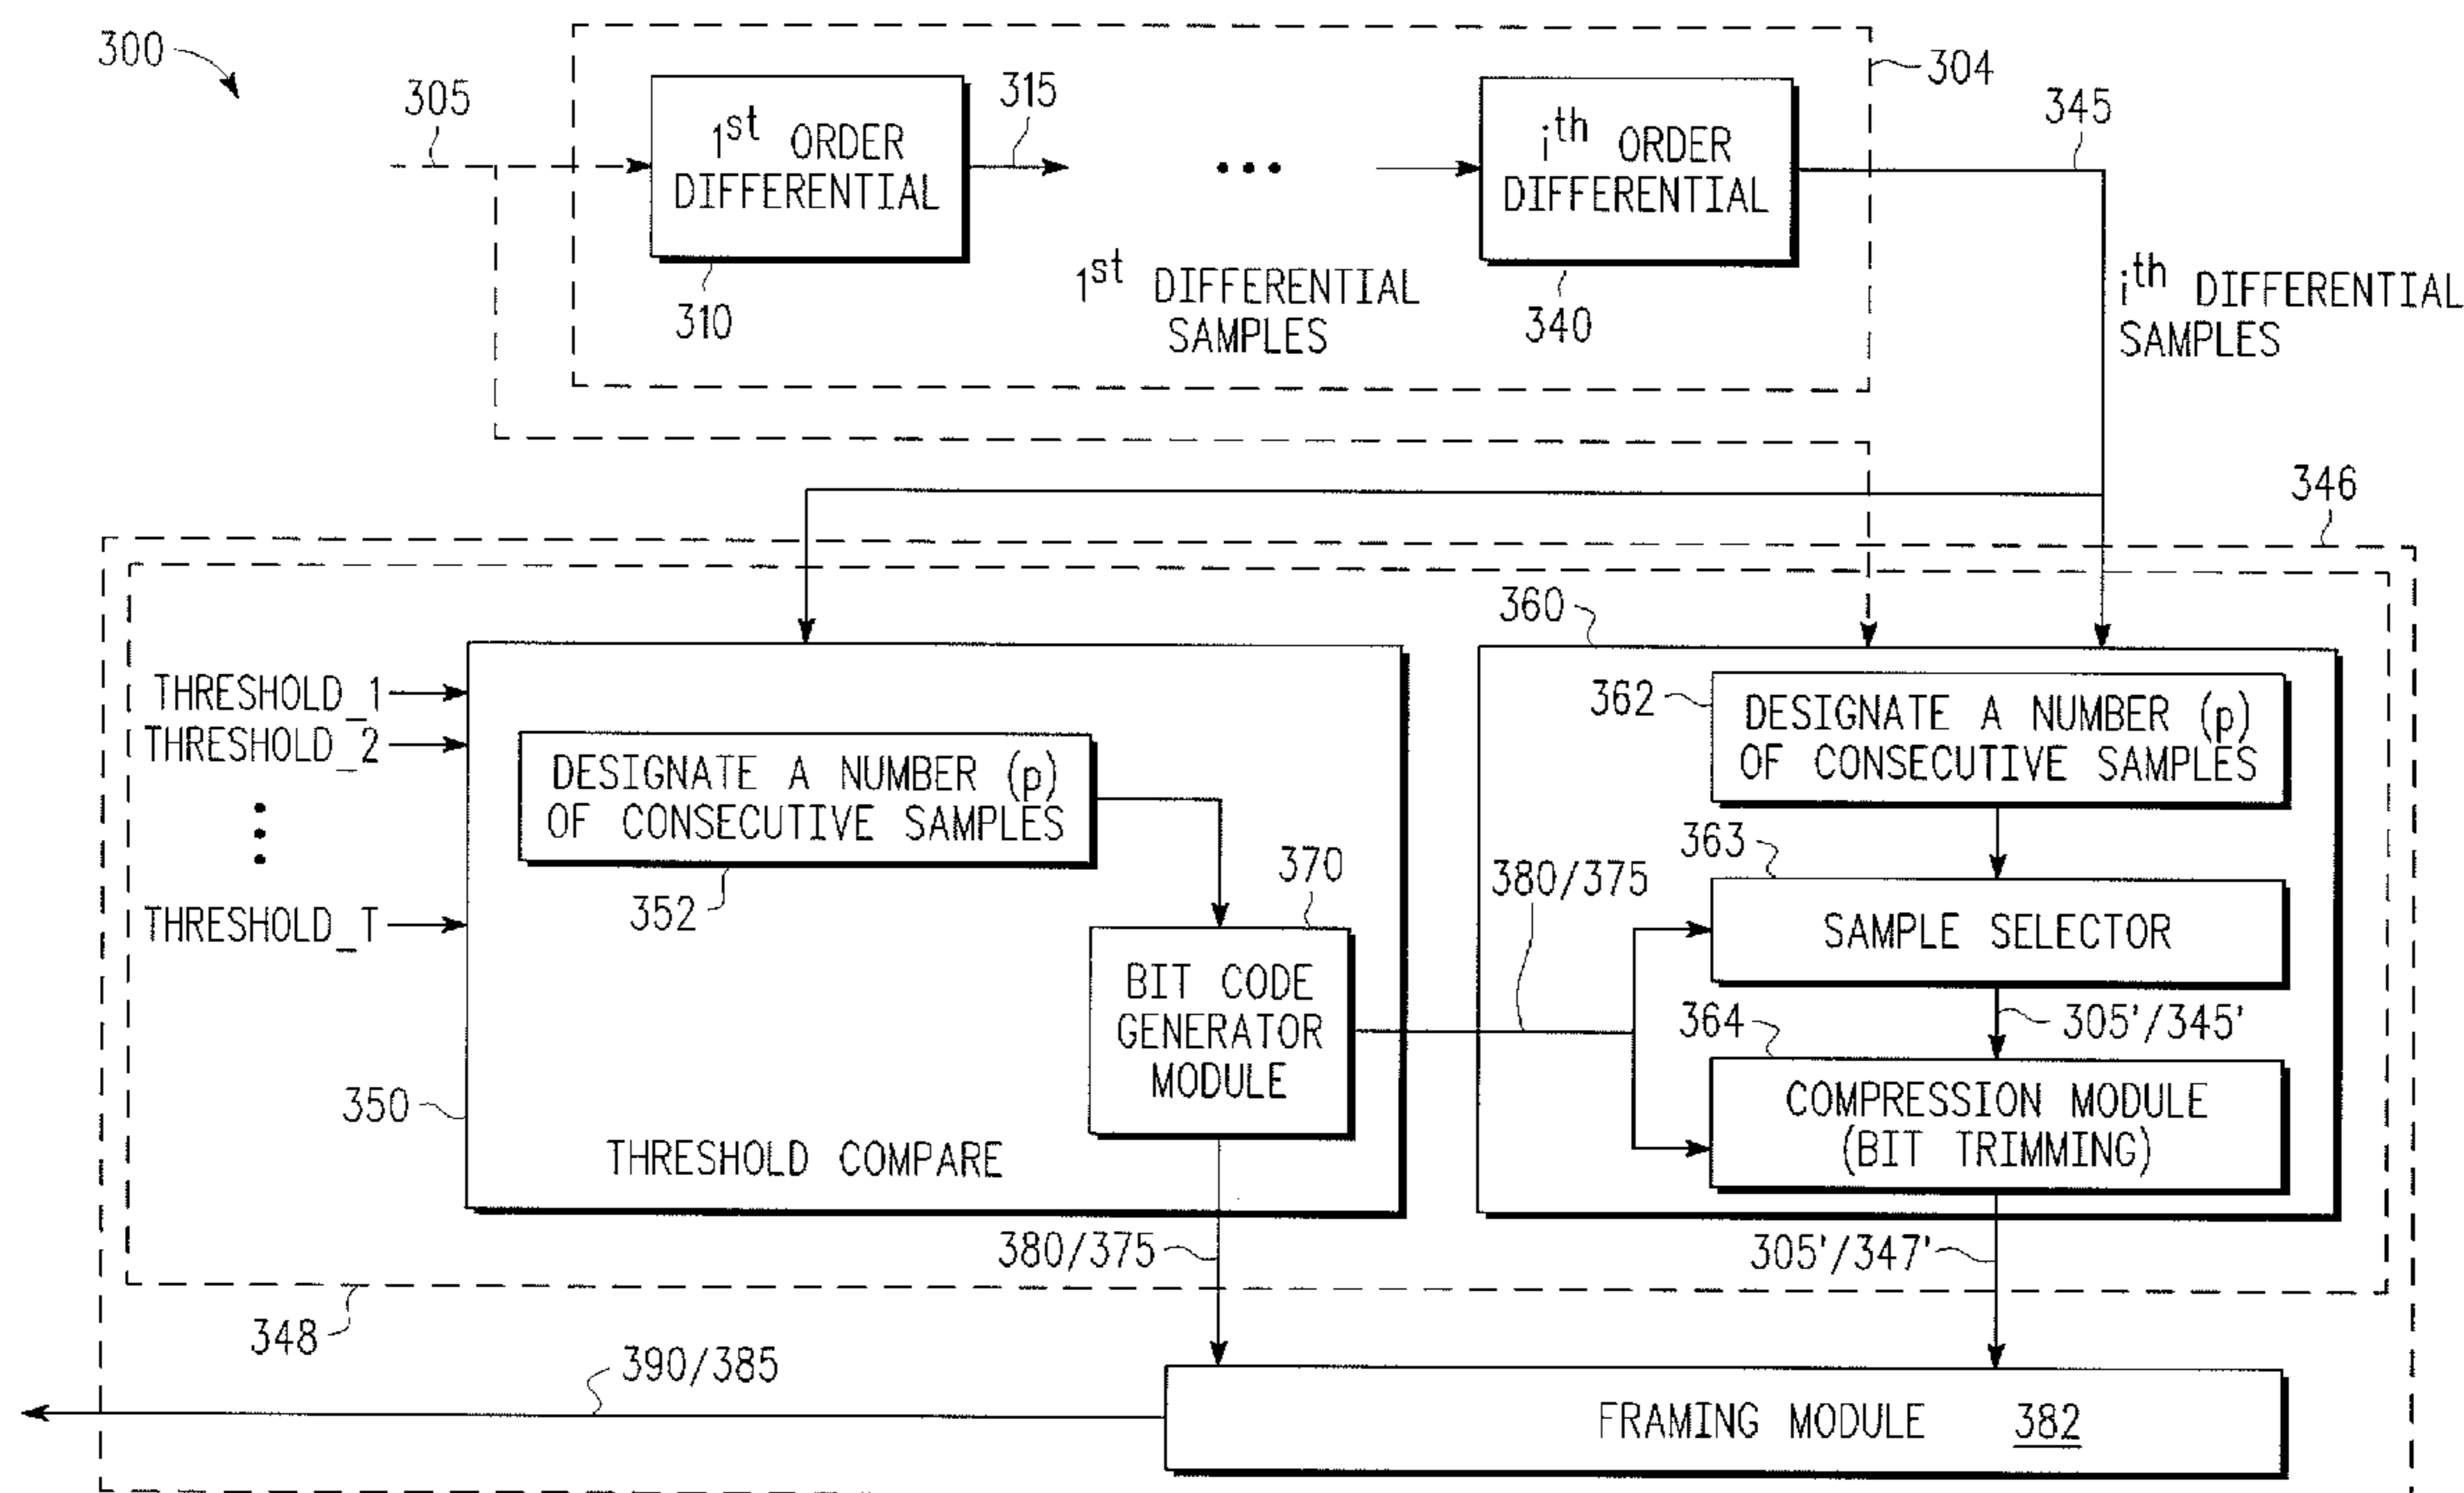 300
305
1st ORDER
DIFFERENTIAL
310
315
1st DIFFERENTIAL
SAMPLES
ith ORDER
DIFFERENTIAL
340
304
345
ith DIFFERENTIAL
SAMPLES
346
THRESHOLD_1
THRESHOLD_2
THRESHOLD_T
DESIGNATE A NUMBER (p)
OF CONSECUTIVE SAMPLES
352
370
BIT CODE
GENERATOR
MODULE
350
THRESHOLD COMPARE
360
362
DESIGNATE A NUMBER (p)
OF CONSECUTIVE SAMPLES
363
380/375
SAMPLE SELECTOR
364
305'/345'
COMPRESSION MODULE
(BIT TRIMMING)
380/375
305'/347'
348
390/385
FRAMING MODULE 382